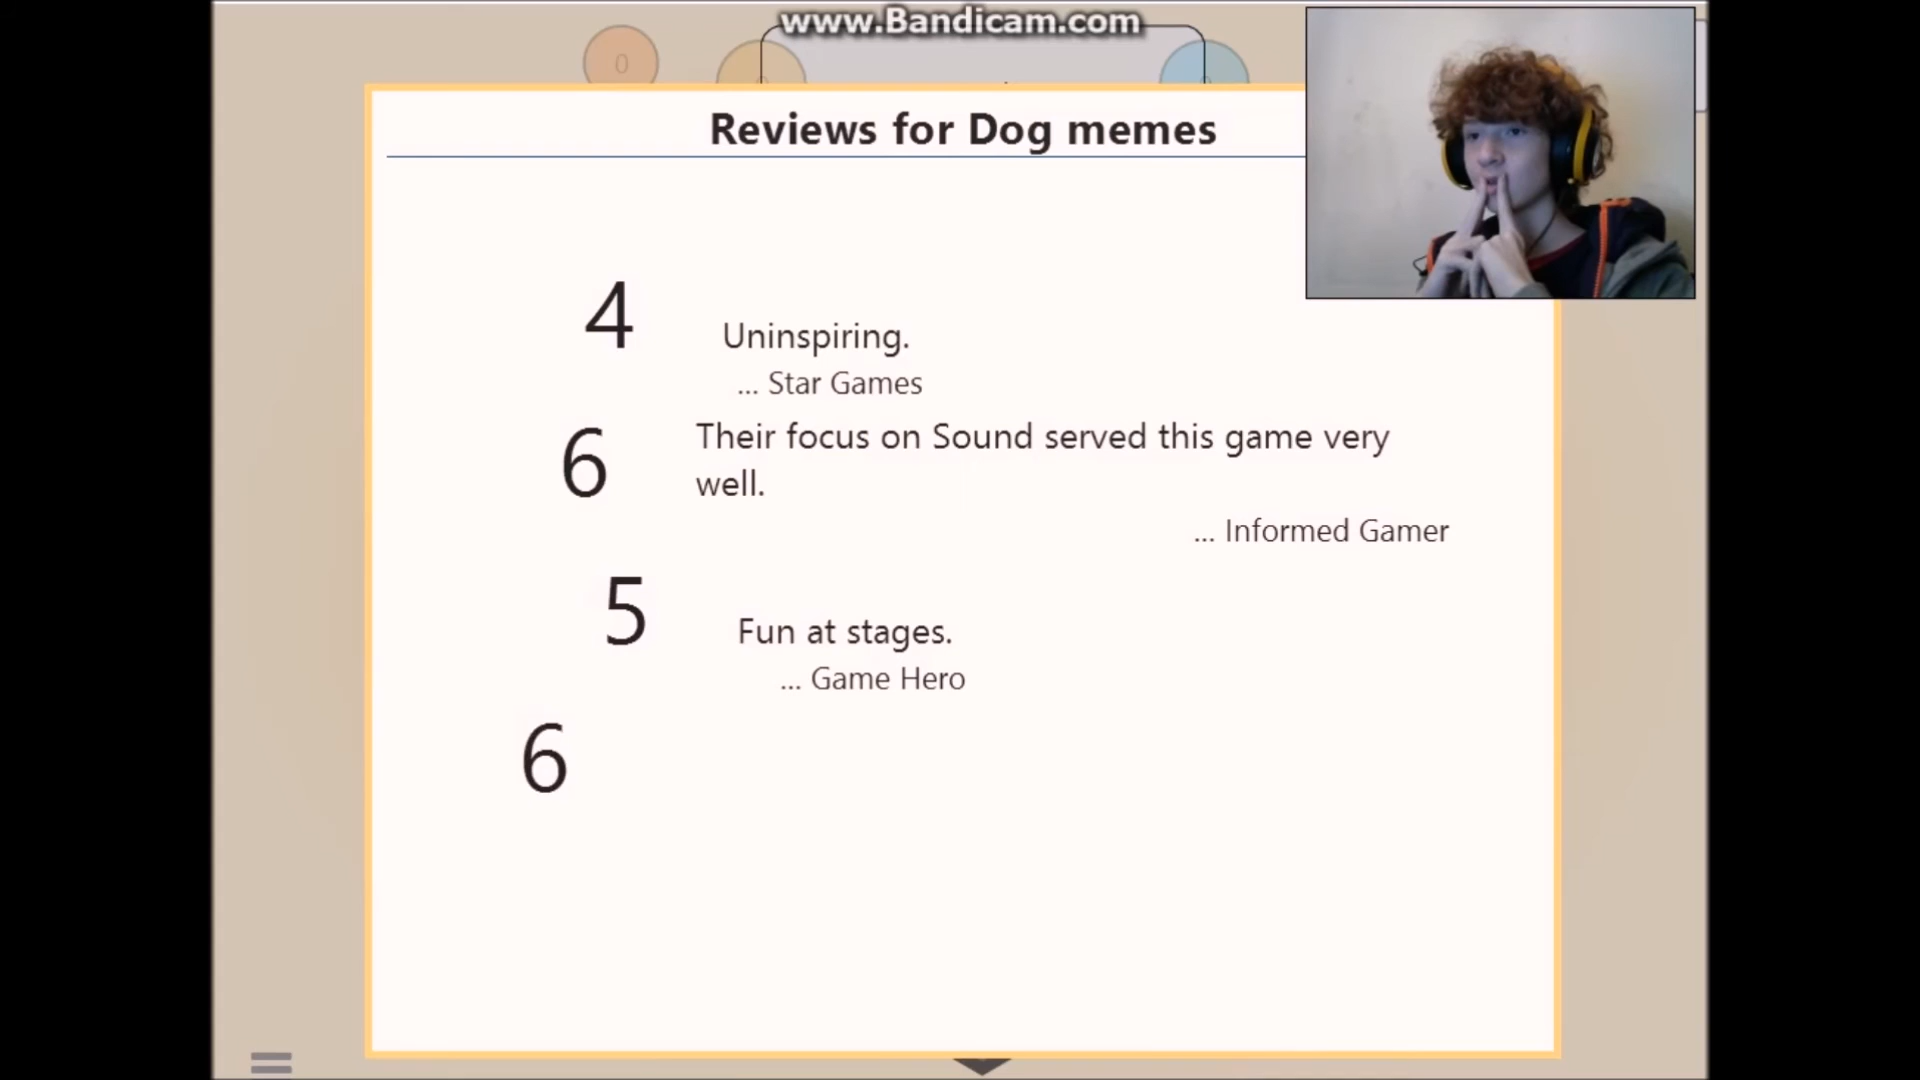 www.Bandicam.com
0
Reviews for Dog memes
4
Uninspiring.
... Star Games
6
Their focus on Sound served this game very
well.
... Informed Gamer
5
Fun at stages.
... Game Hero
6